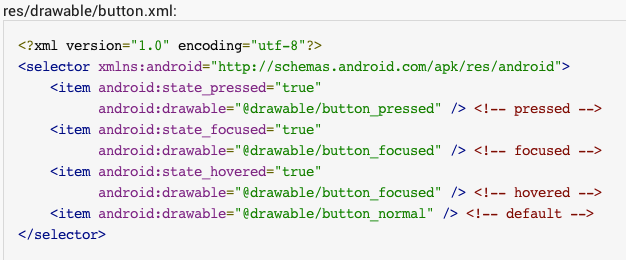 res/drawable/button.xml:
<?xml version="1.0" encoding="utf-8"?>
<selector xmlns:android="http://schemas.android.com/apk/res/android">
    <item android:state_pressed="true"
          android:drawable="@drawable/button_pressed" /> <!-- pressed -->
    <item android:state_focused="true"
          android:drawable="@drawable/button_focused" /> <!-- focused -->
    <item android:state_hovered="true"
          android:drawable="@drawable/button_focused" /> <!-- hovered -->
    <item android:drawable="@drawable/button_normal" /> <!-- default -->
</selector>